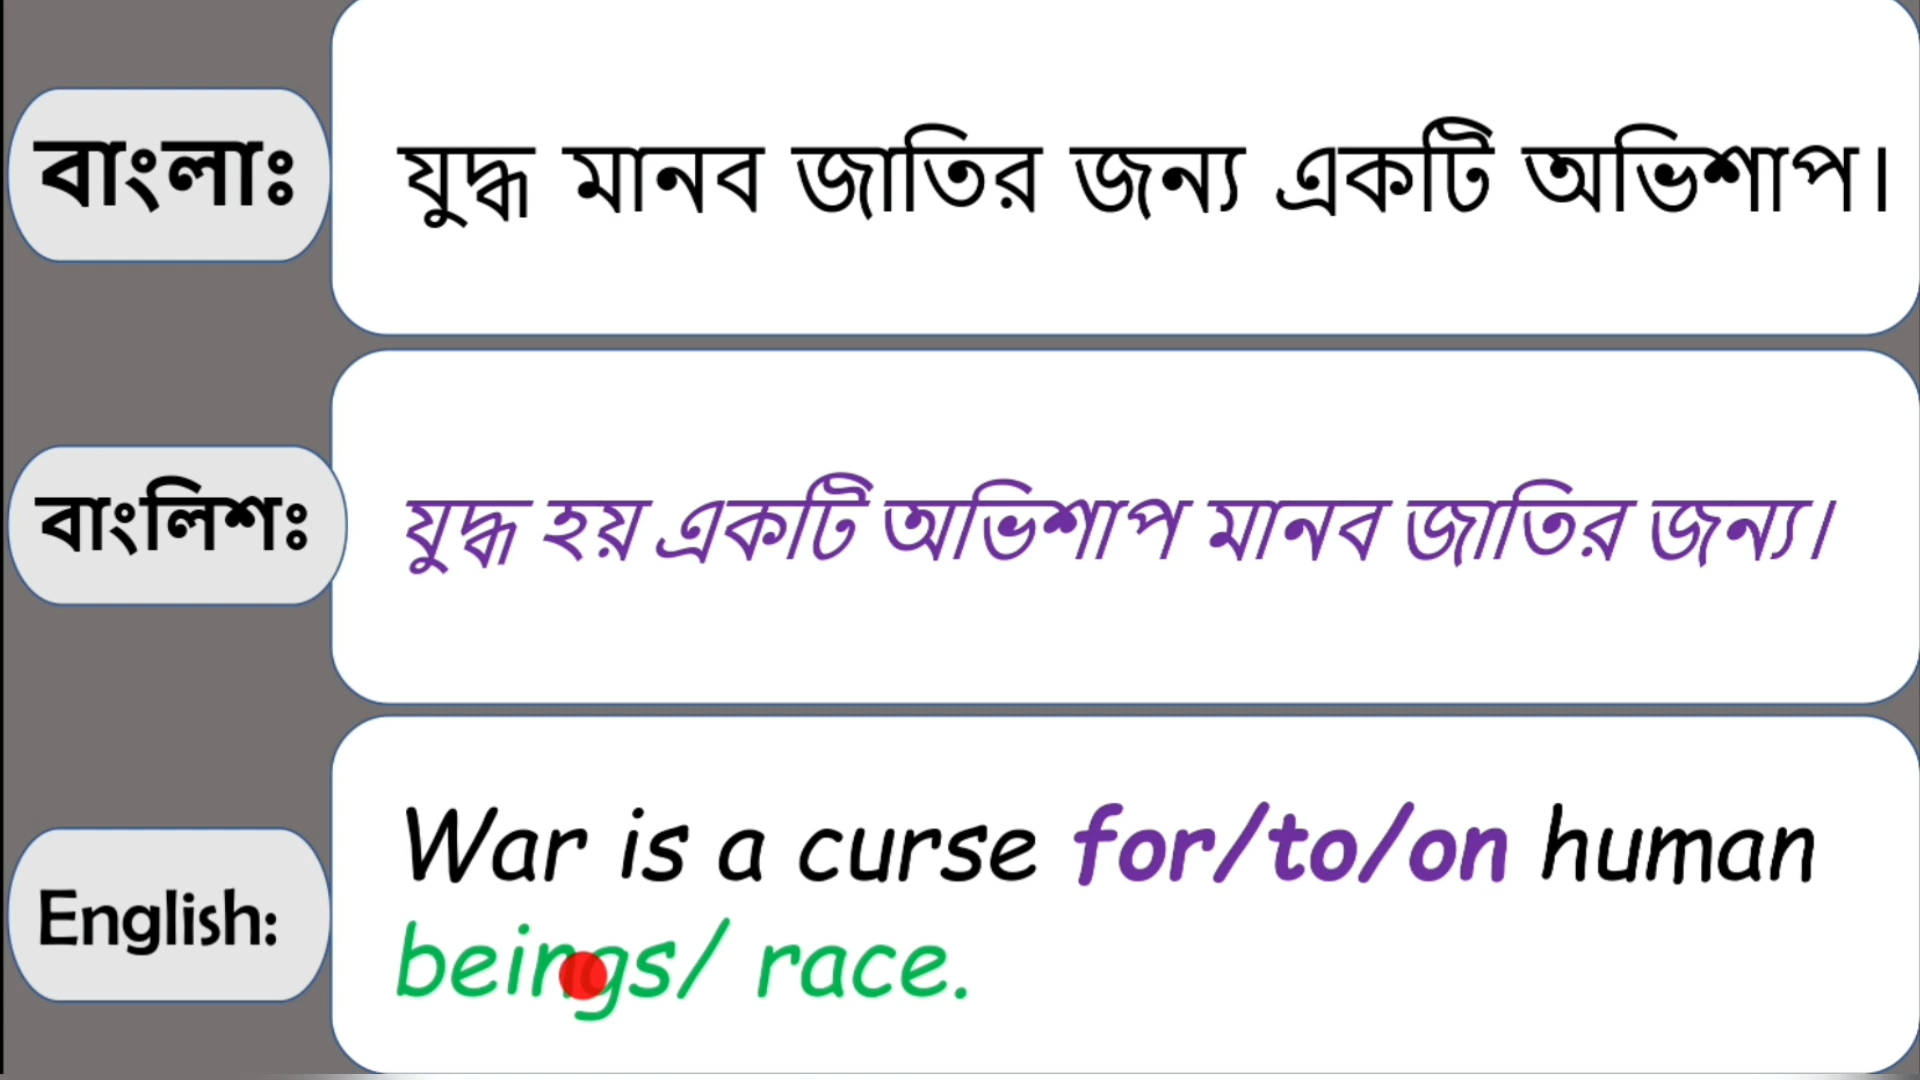 বাংলাঃ
যুদ্ধ মানব জাতির জন্য একটি অভিশাপ।
বাংলিশঃ
যুদ্ধ হয় একটি অভিশাপ মানব জাতির জন্য।
English:
War is a curse for/to/on human
beings/ race.